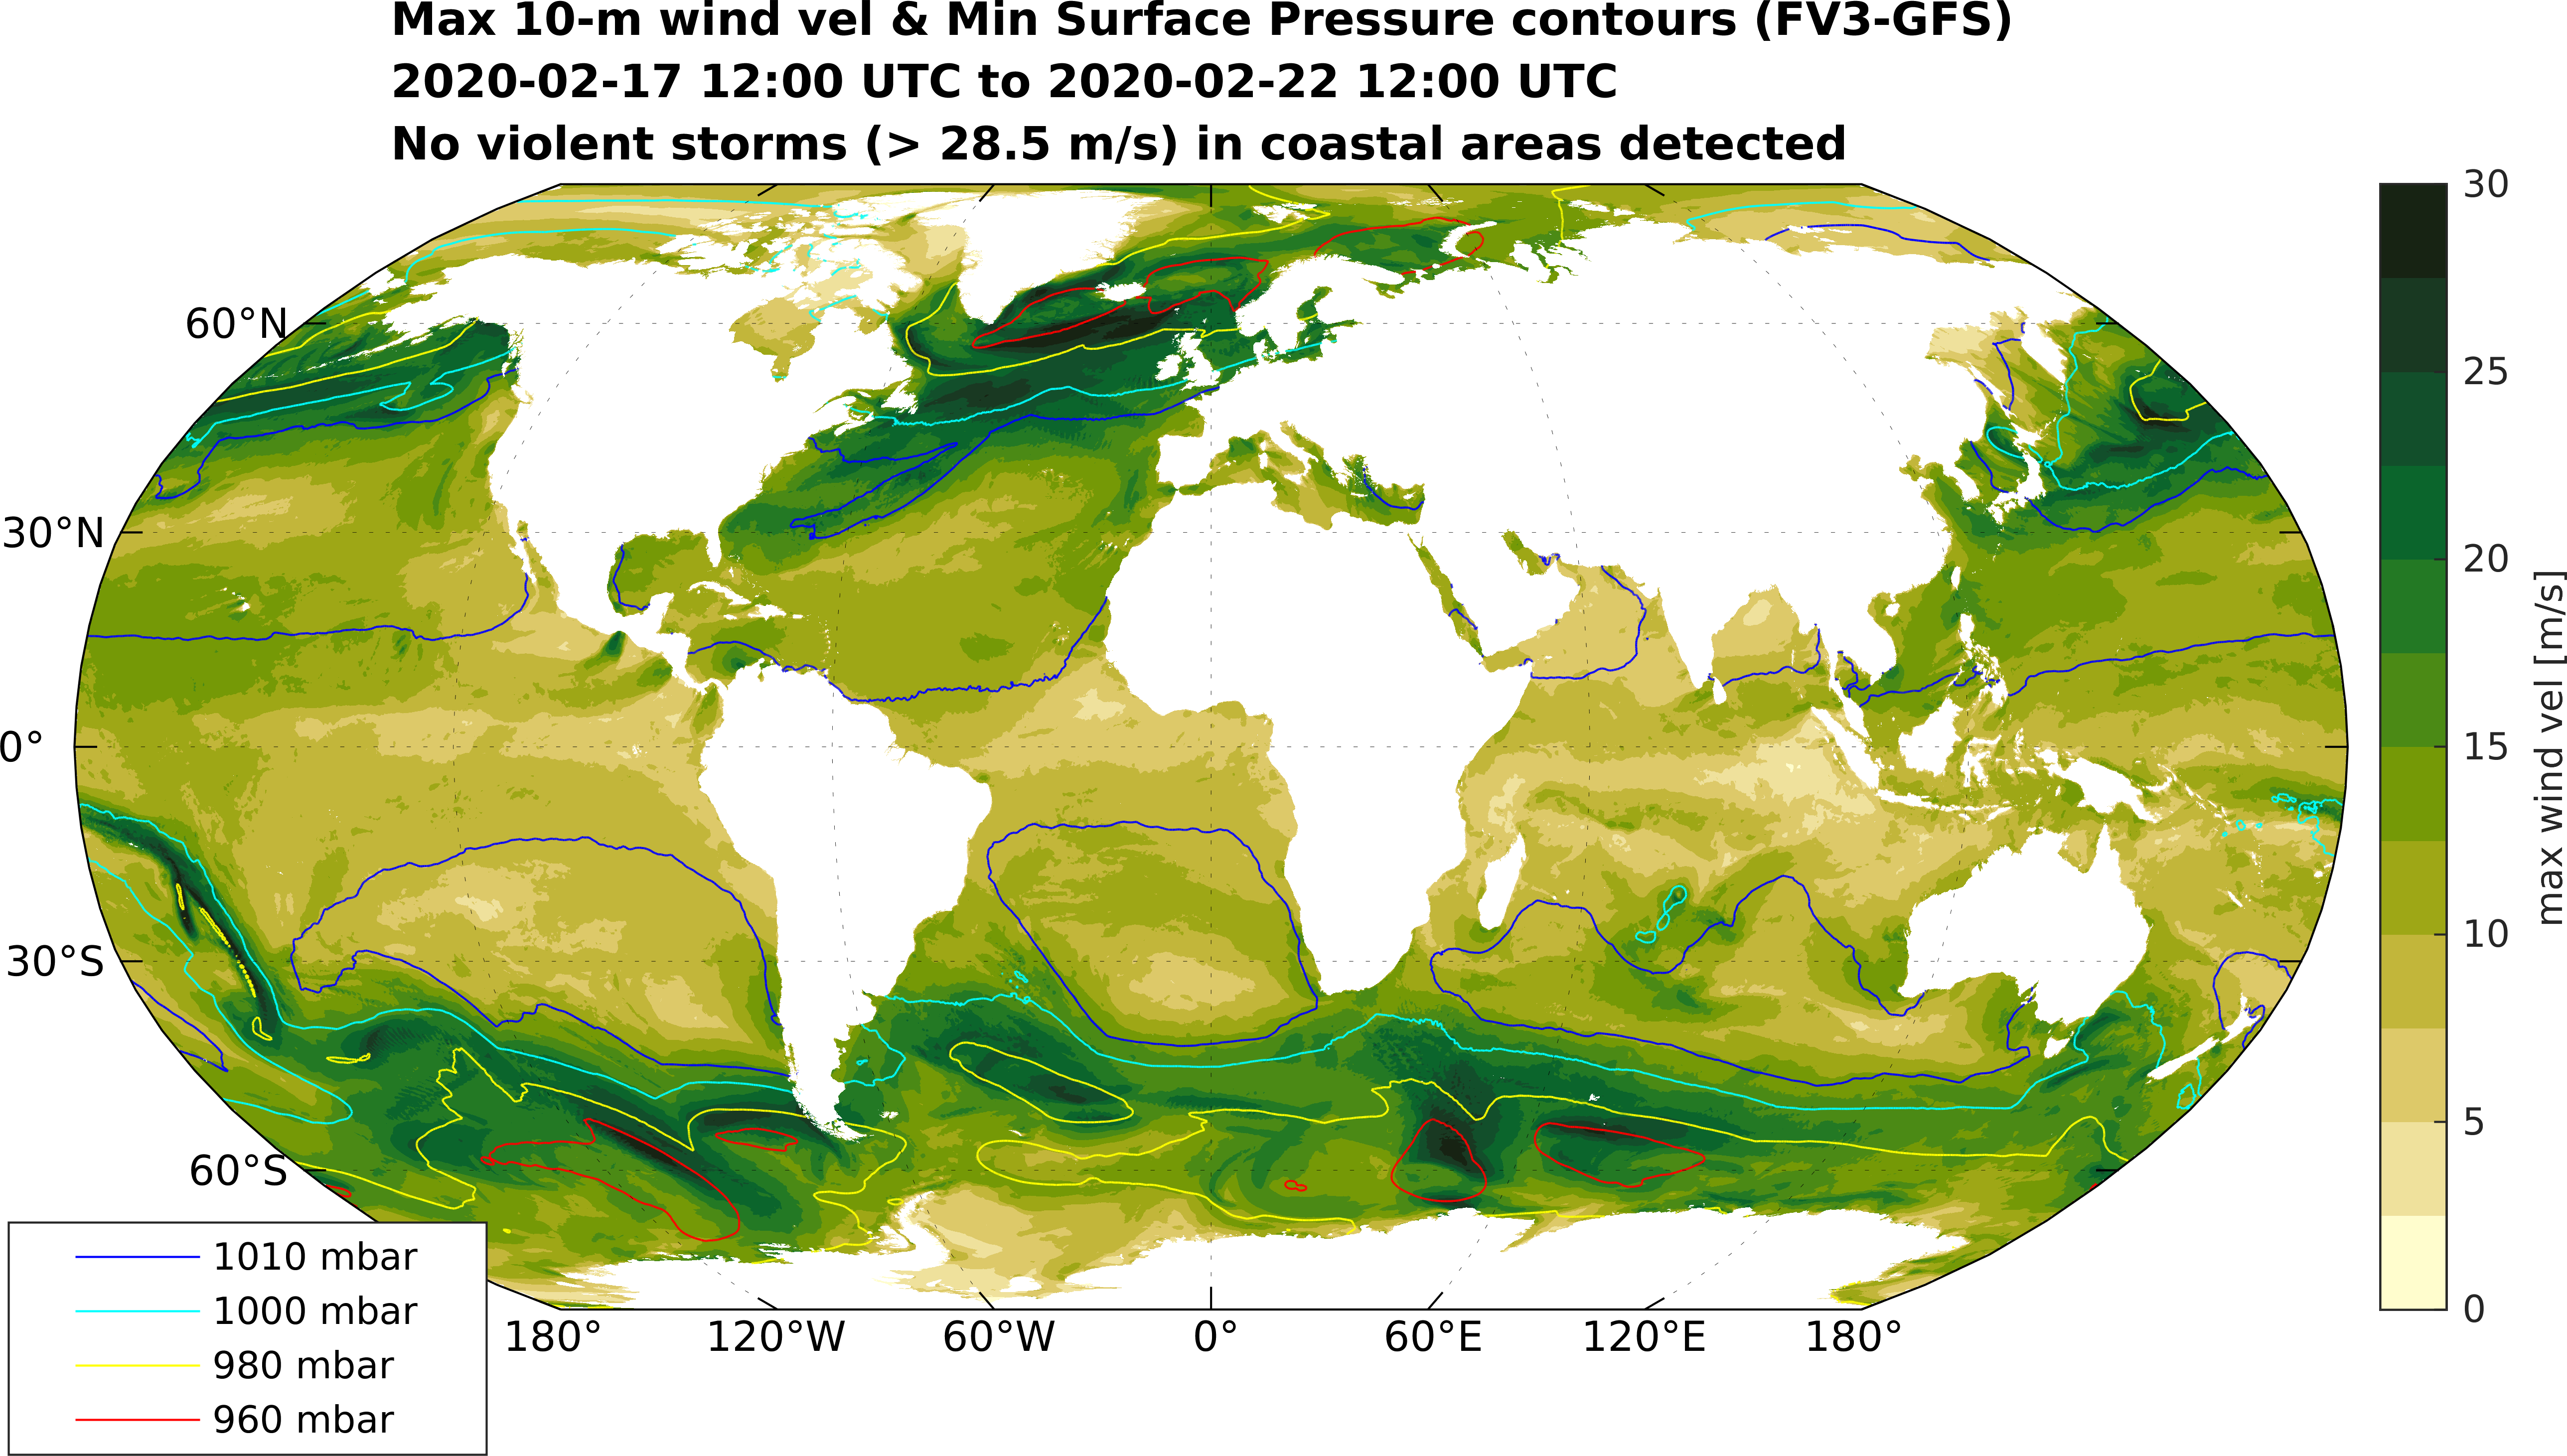 Max 10-m wind vel & Min Surface Pressure contours (FV3-GFS)
2020-02-17 12:00 UTC to 2020-02-22 12:00 UTC
No violent storms (> 28.5 m/s) in coastal areas detected
60°N
30°N
0°
30°S
60°S
180°
120°W
60°W
0°
60°E
120°E
180°
1010 mbar
1000 mbar
980 mbar
960 mbar
30
25
20
15
10
5
0
max wind vel [m/s]